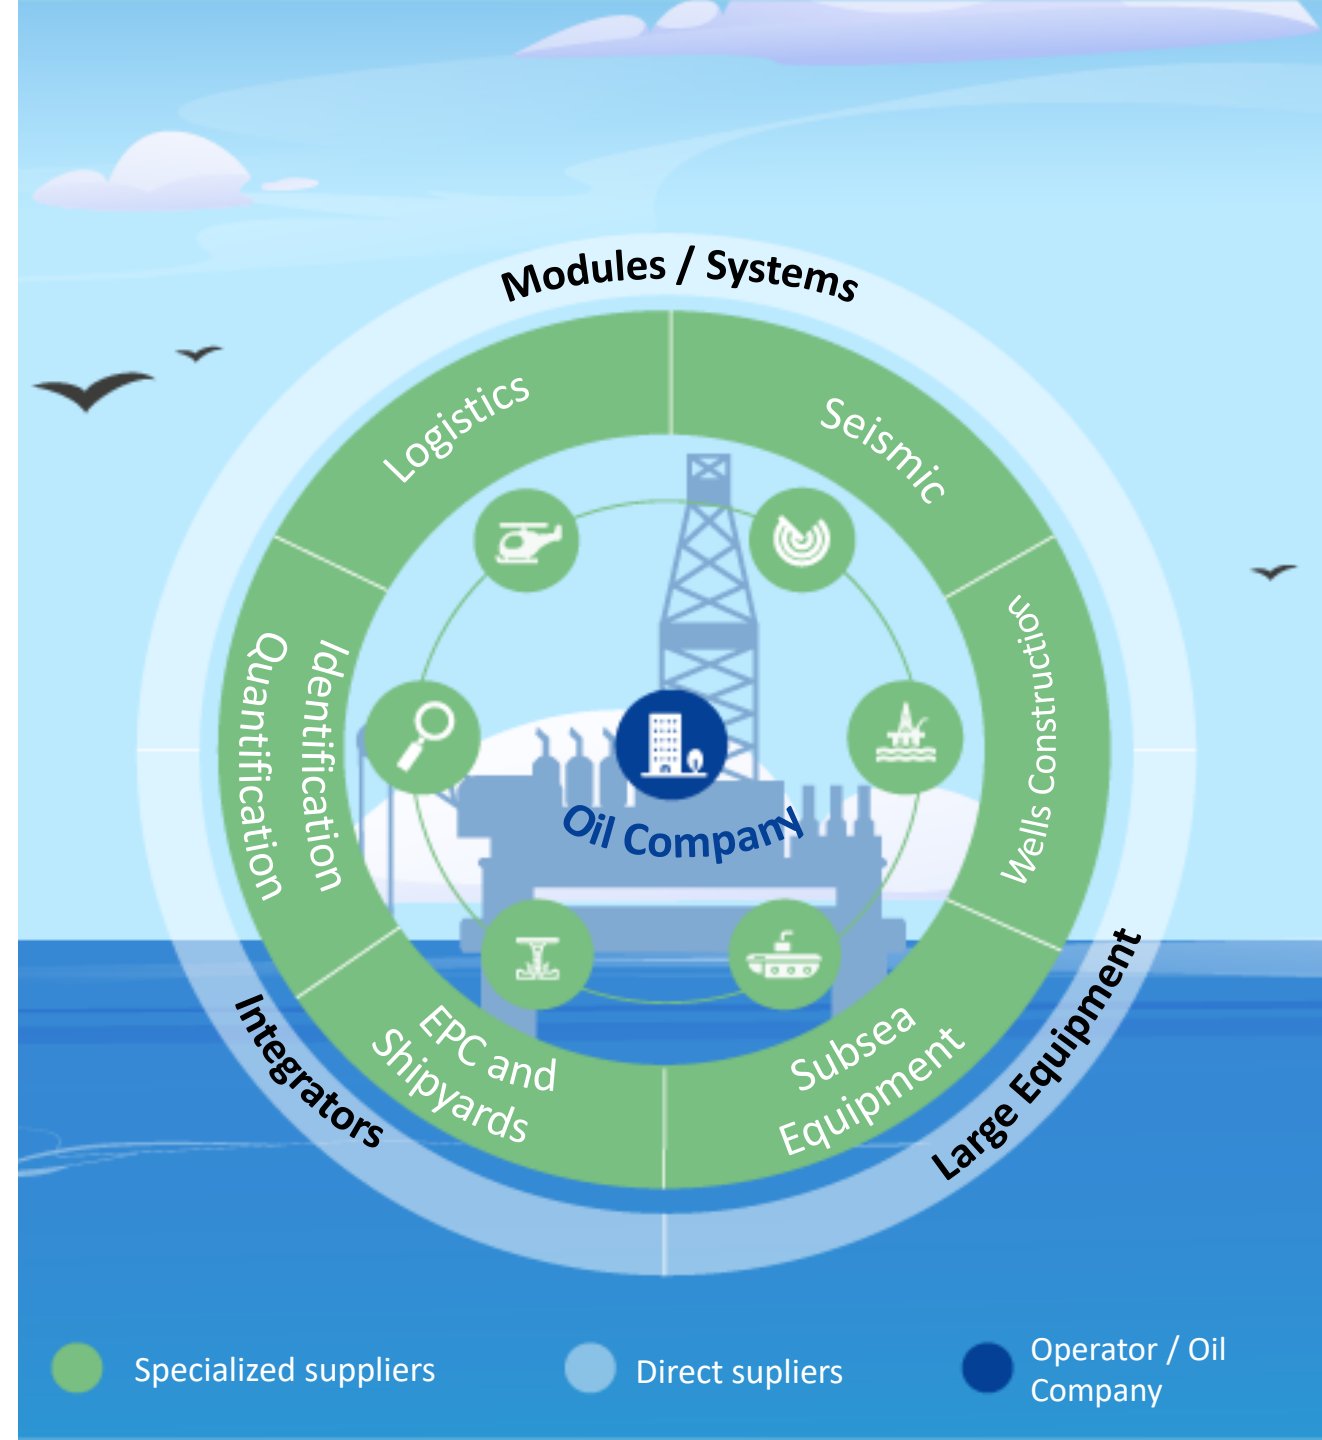 Modules / Systems
Logistics
Seismic
Identification
Quantification
Wells Construction
Oil Company
EPC and
Shipyards
Subsea
Equipment
Integrators
Large Equipment
Specialized suppliers
Direct supliers
Operator / Oil
Company